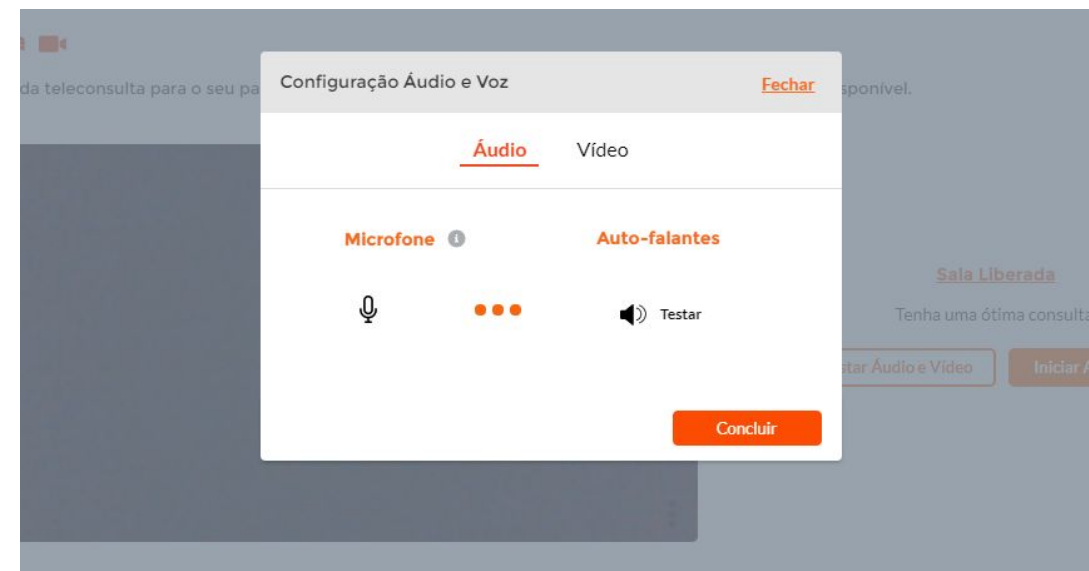 da teleconsulta para o seu pa
sponível.
Configuração Áudio e Voz
Fechar
Áudio
Vídeo
Microfone
Auto-falantes
Testar
Concluir
Sala Liberada
Tenha uma ótima consulta
star Áudio e Vídeo
Iniciar A